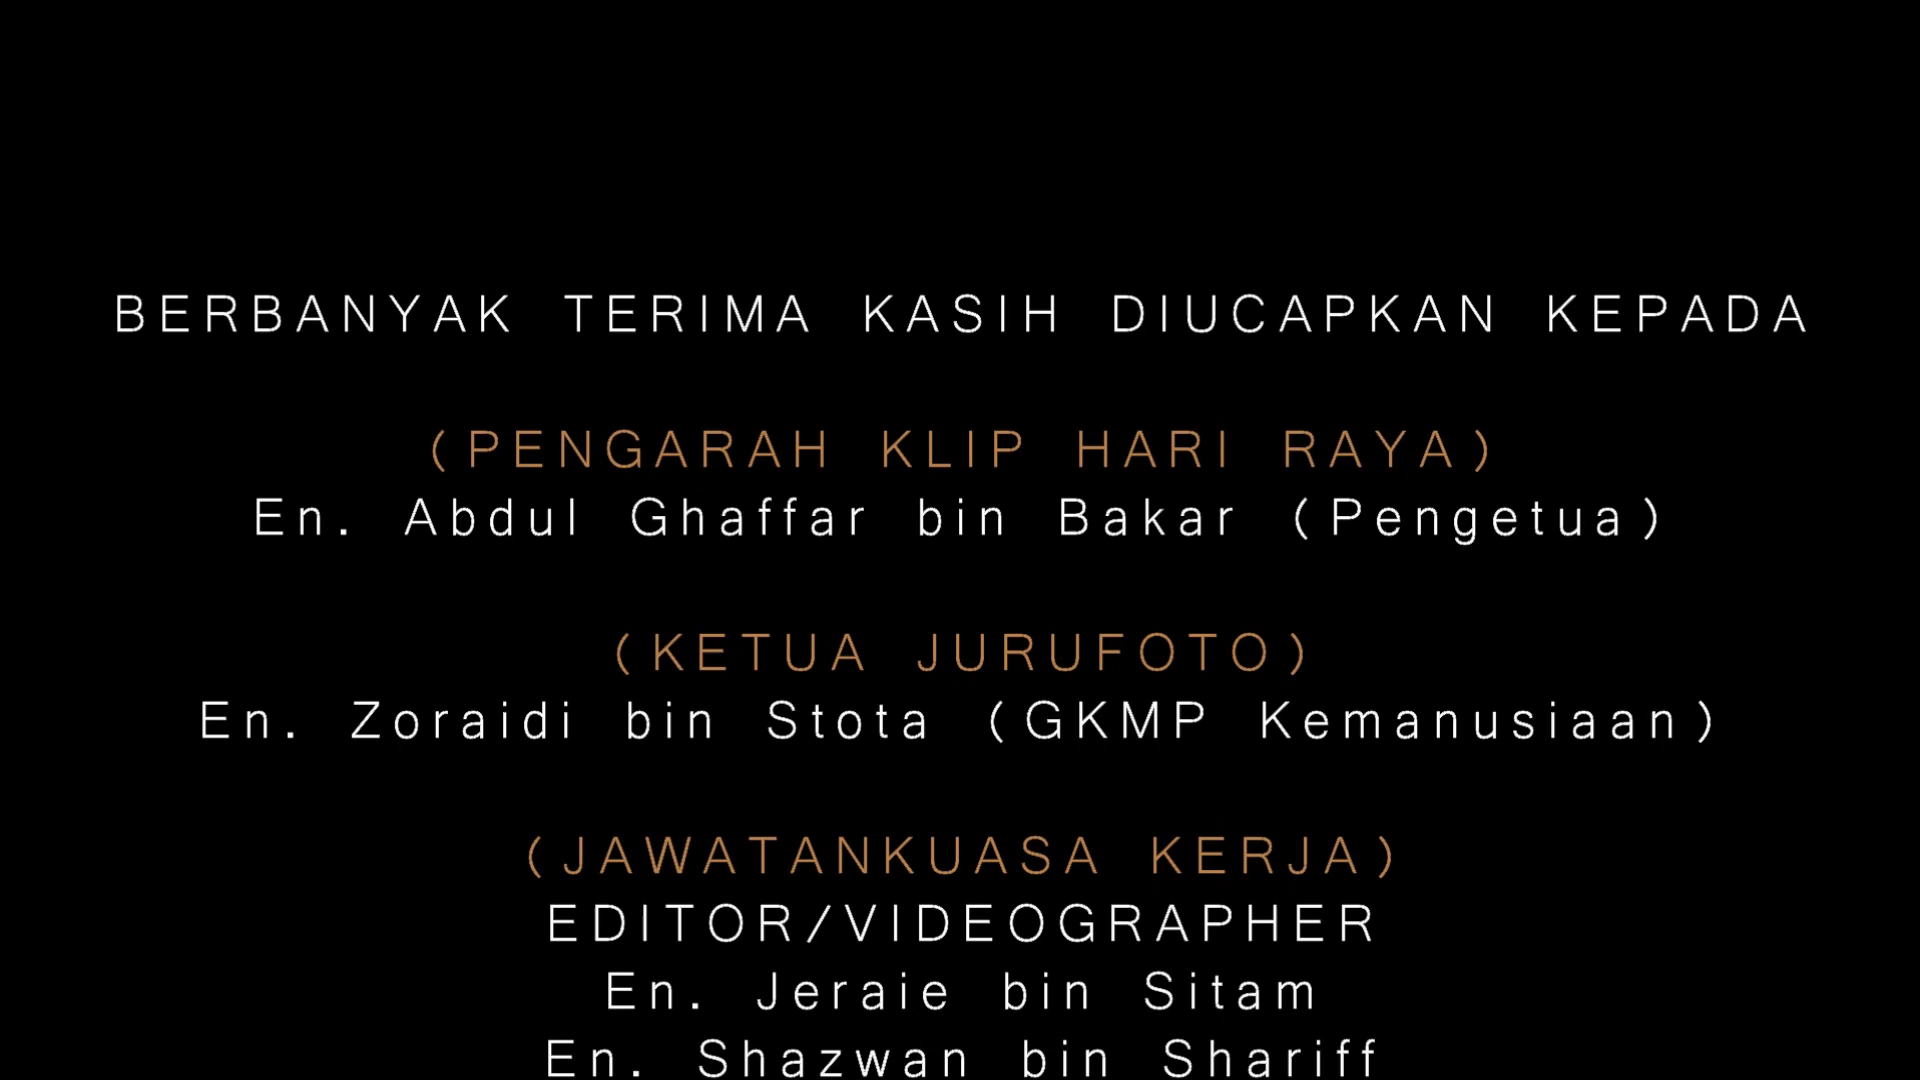 BERBANYAK TERIMA KASIH DIUCAPKAN KEPADA
(PENGARAH KLIP HARI RAYA)
En. Abdul Ghaffar bin Bakar (Pengetua)
(KETUA JURUFOTO)
En. Zoraidi bin Stota (GKMP Kemanusiaan)
(JAWATANKUASA KERJA)
EDITOR/VIDEOGRAPHER
En. Jeraie bin Sitam
En. Shazwan bin Shariff